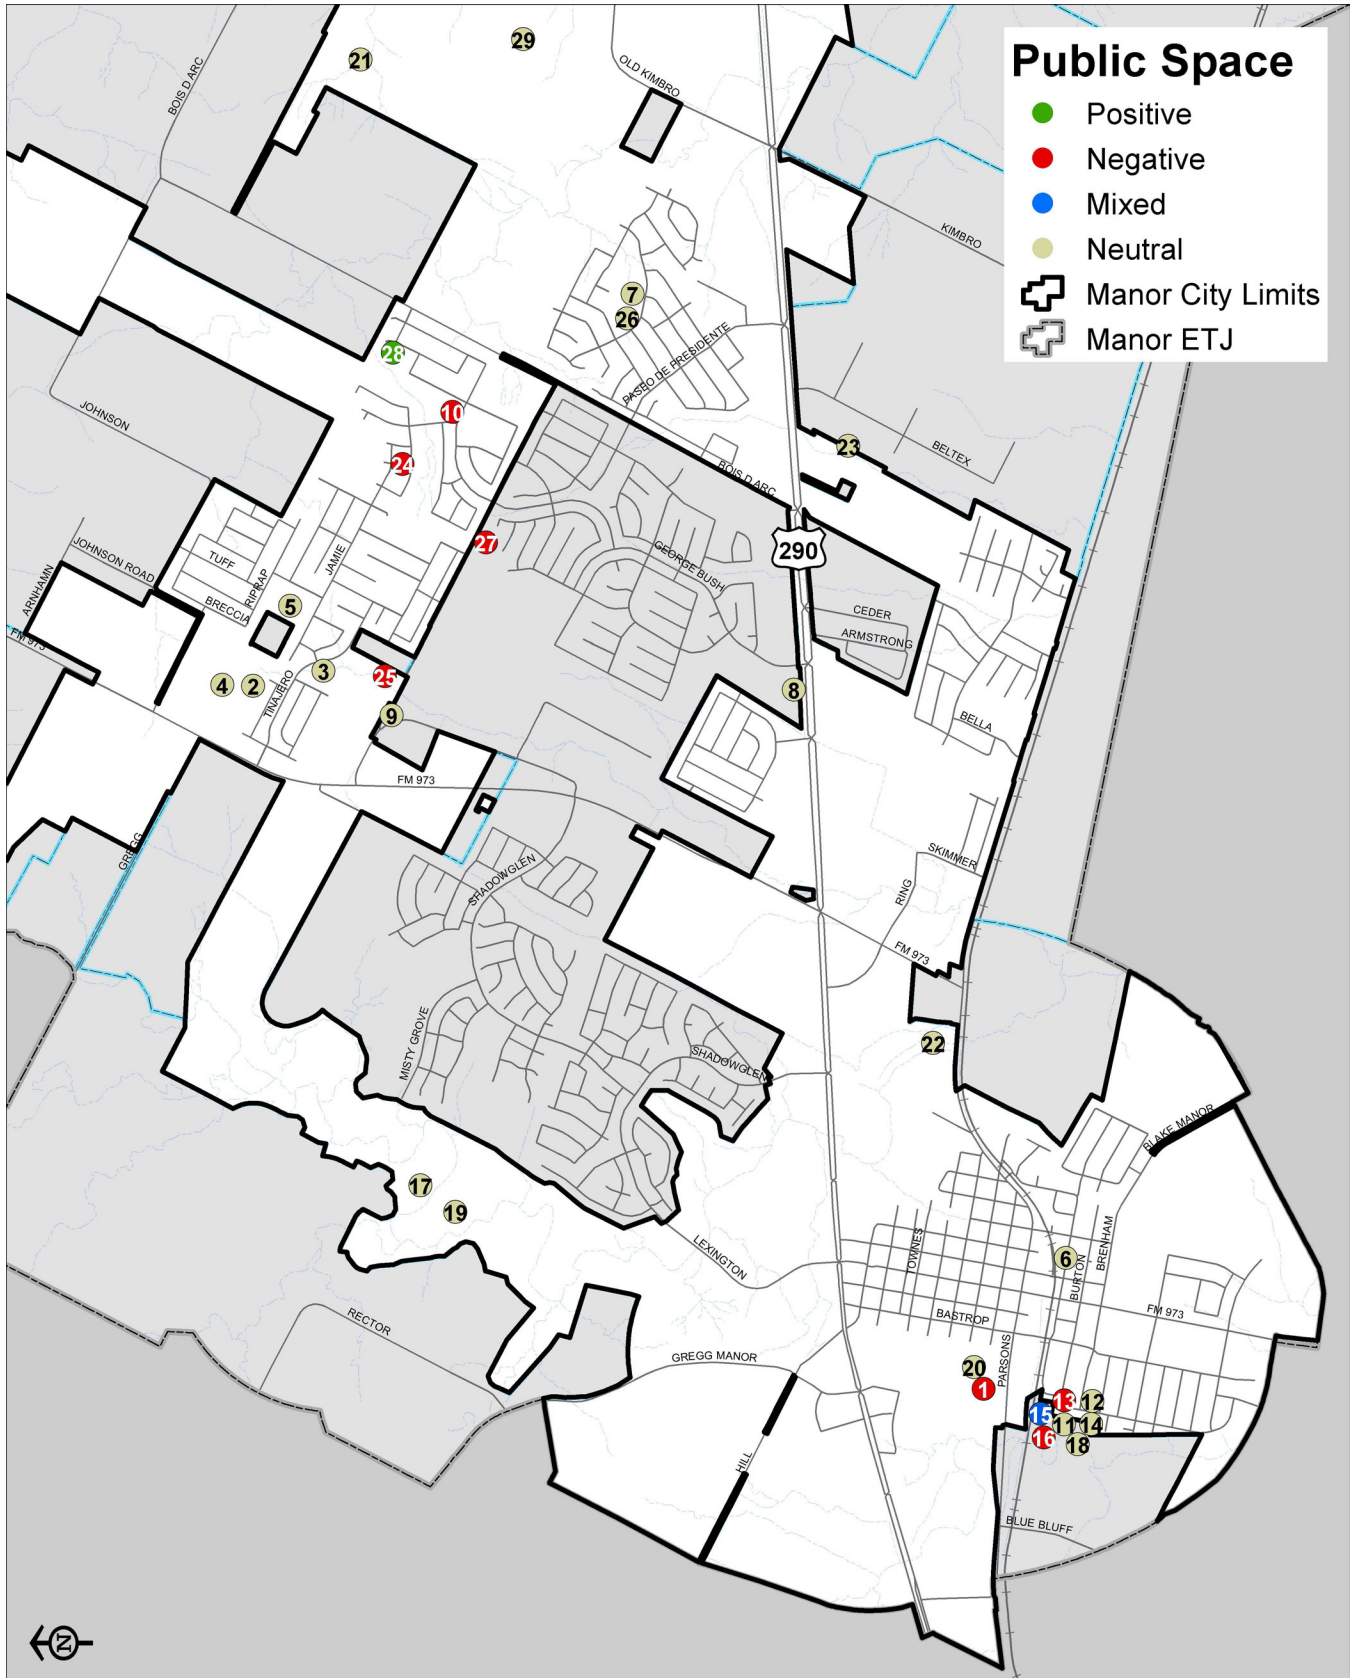 Public Space
Positive
Negative
Mixed
Neutral
Manor City Limits
Manor ETJ
29
21
BOIS D ARC
OLD KIMBRO
KIMBRO
7
26
PASEO DE PRESIDENTE
28
10
JOHNSON
24
23
BELTEX
BOIS D ARC
27
290
JOHNSON ROAD
TUFF
RIPRAP
JAMIE
GEORGE BUSH
ARNHAMN
BRECCIA
5
CEDER
ARMSTRONG
FM 973
4
2
3
25
TINAJERO
8
9
BELLA
FM 973
GREGG
SHADOWGLEN
SKIMMER
RING
FM 973
MISTY GROVE
SHADOWGLEN
22
BLAKE MANOR
17
19
LEXINGTON
TOWNES
6
BURTON
BRENHAM
FM 973
RECTOR
BASTROP
GREGG MANOR
PARSONS
20
1
13
12
15
11
14
16
18
HILL
BLUE BLUFF
N